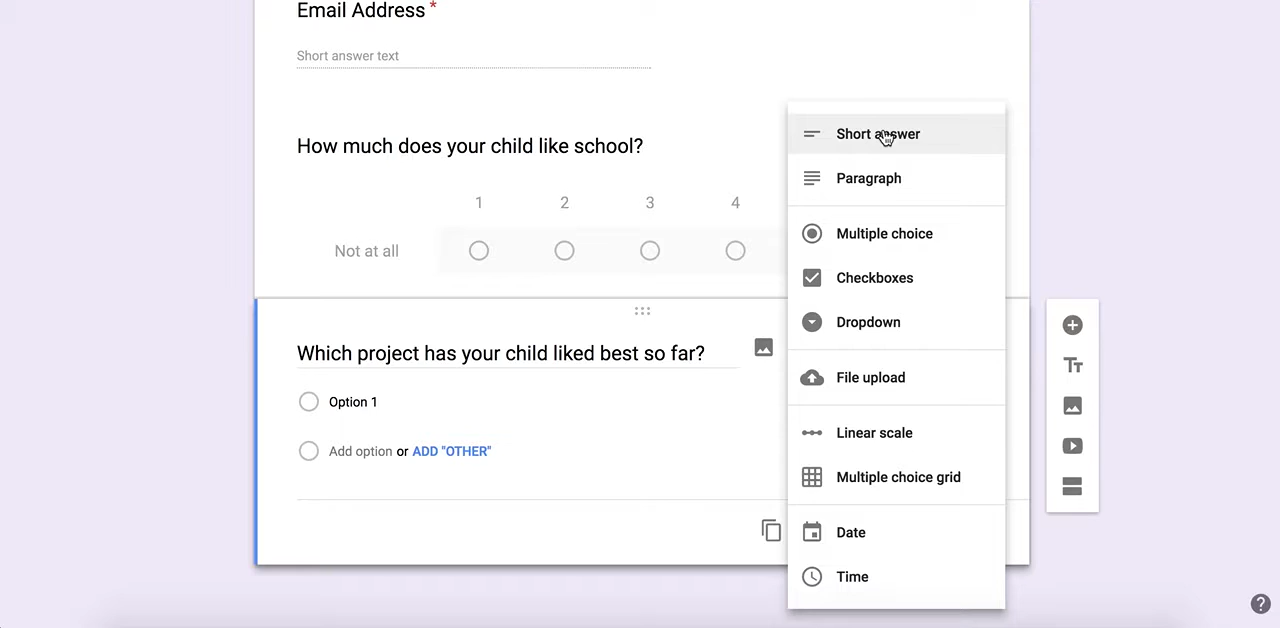 Email Address *
Short answer text
How much does your child like school?
1 2 3 4
Not at all
Which project has your child liked best so far?
Option 1
Add option or ADD "OTHER"
Short answer
Paragraph
Multiple choice
Checkboxes
Dropdown
File upload
Linear scale
Multiple choice grid
Date
Time
Tт
?